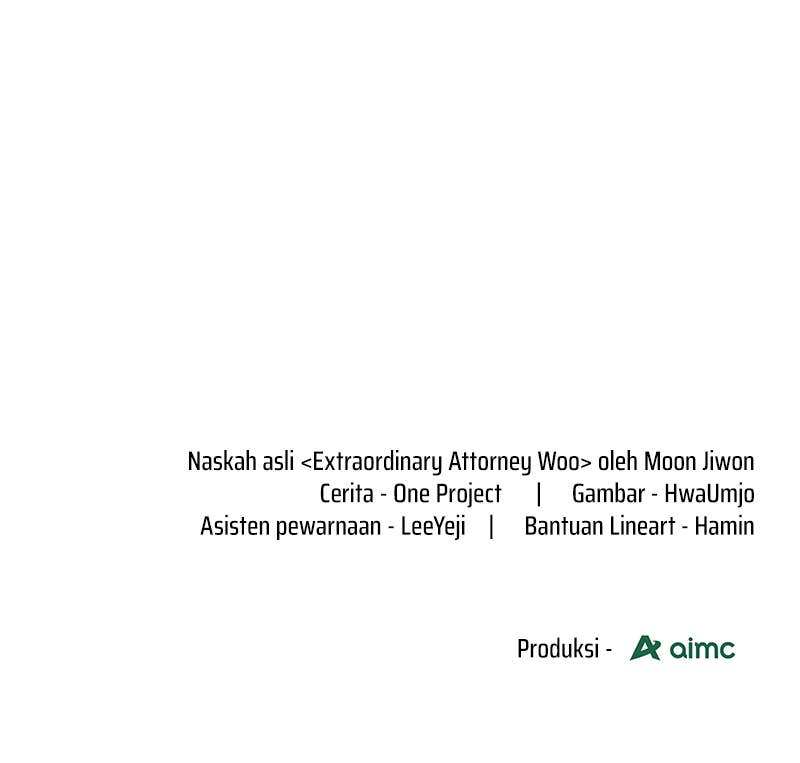 Naskah asli <Extraordinary Attorney Woo> oleh Moon Jiwon
Cerita - One Project | Gambar - HwaUmjo
Asisten pewarnaan - LeeYeji | Bantuan Lineart - Hamin
Produksi - aimc